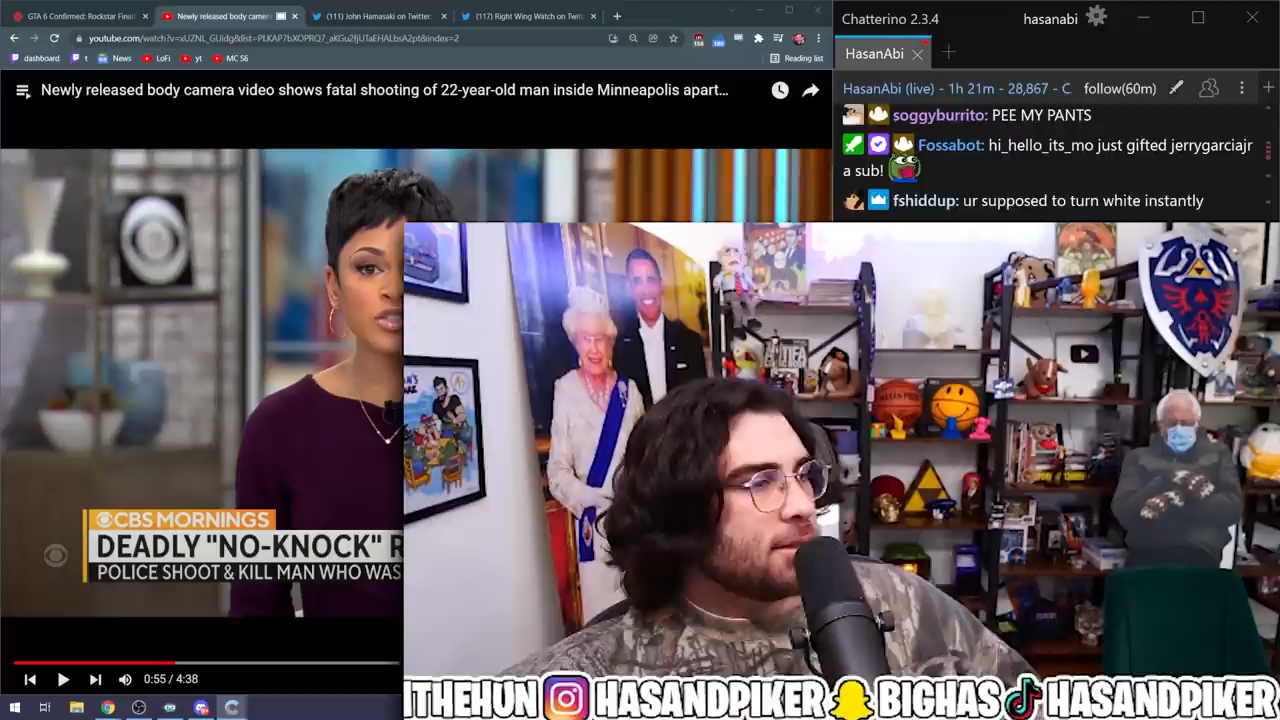 GTA 6 Confirmed: Rockstar Finall
Newly released body camera
(111) John Hamasaki on Twitter:
(117) Right Wing Watch on Twitt
youtube.com/watch?v=xUZNL_GUidg&list=PLKAP7bXOPRQ7_aKGu2fjUTaEHALbsA2pt&index=2
dashboard
t
News
LoFi
yt
MC S6
Reading list
Newly released body camera video shows fatal shooting of 22-year-old man inside Minneapolis apart...
CBS MORNINGS
DEADLY "NO-KNOCK" R
POLICE SHOOT & KILL MAN WHO WAS
0:55 / 4:38
Chatterino 2.3.4
hasanabi
HasanAbi
HasanAbi (live) - 1h 21m - 28,867 - C
follow(60m)
soggyburrito: PEE MY PANTS
Fossabot: hi_hello_its_mo just gifted jerrygarciajr
a sub!
fshiddup: ur supposed to turn white instantly
ITHEHUN HASANDPIKER BIGHAS HASANDPIKER